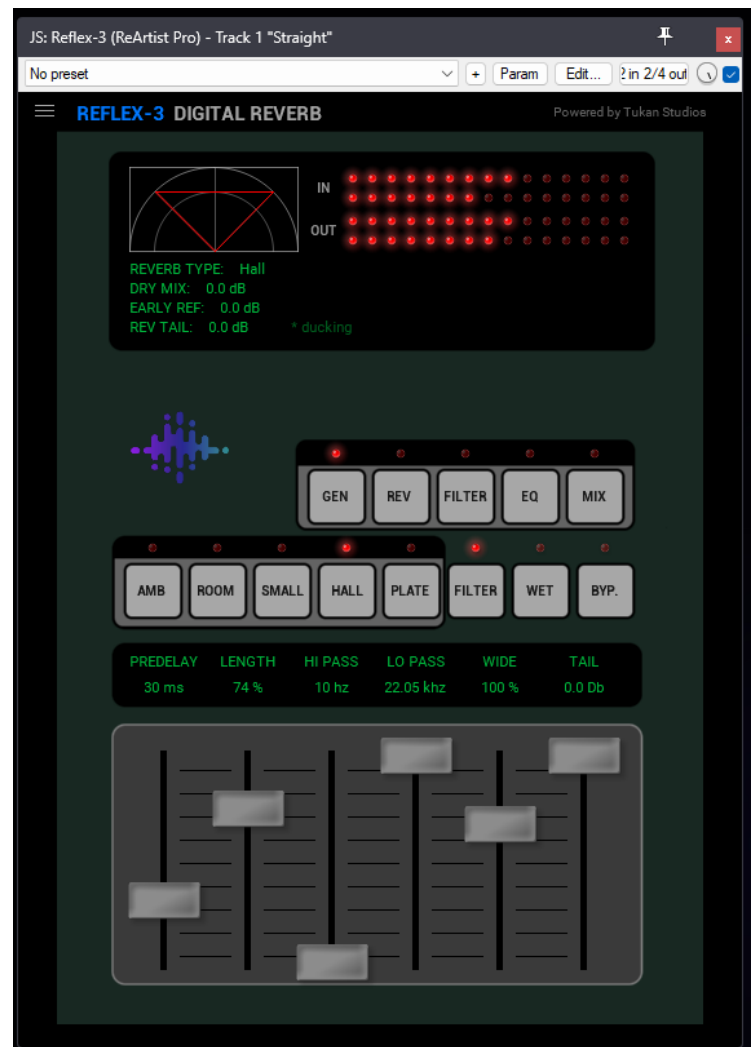 JS: Reflex-3 (ReArtist Pro) - Track 1 "Straight"
x
No preset + Param Edit... 2 in 2/4 out
REFLEX-3 DIGITAL REVERB Powered by Tukan Studios
IN
OUT
REVERB TYPE: Hall
DRY MIX: 0.0 dB
EARLY REF: 0.0 dB
REV TAIL: 0.0 dB * ducking
GEN REV FILTER EQ MIX
AMB ROOM SMALL HALL PLATE FILTER WET BYP.
PREDELAY LENGTH HI PASS LO PASS WIDE TAIL
30 ms 74 % 10 hz 22.05 khz 100 % 0.0 Db